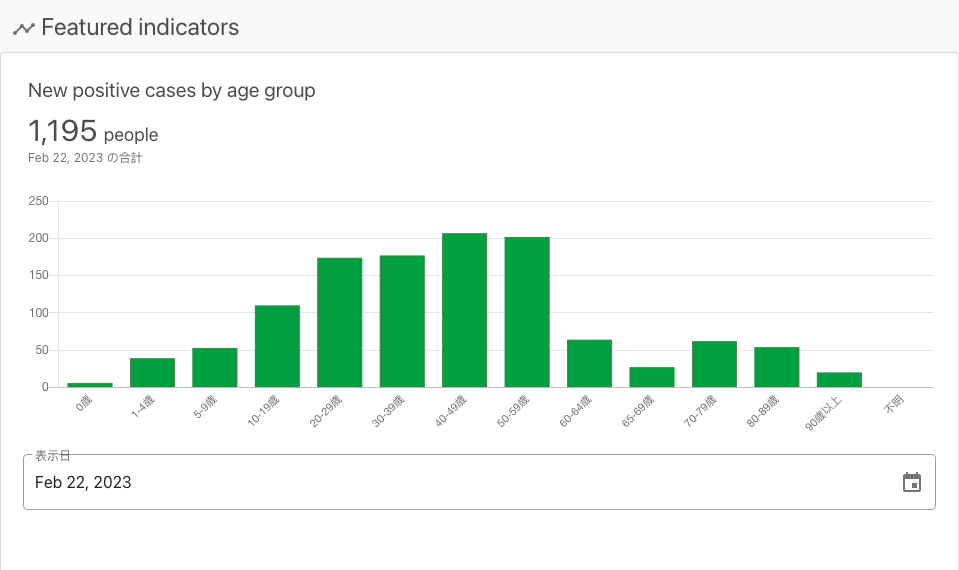 Featured indicators
New positive cases by age group
1,195 people
Feb 22, 2023 の合計
250
200
150
100
50
0
0歳
1-4歳
5-9歳
10-19歳
20-29歳
30-39歳
40-49歳
50-59歳
60-64歳
65-69歳
70-79歳
80-89歳
90歳以上
不明
表示日
Feb 22, 2023